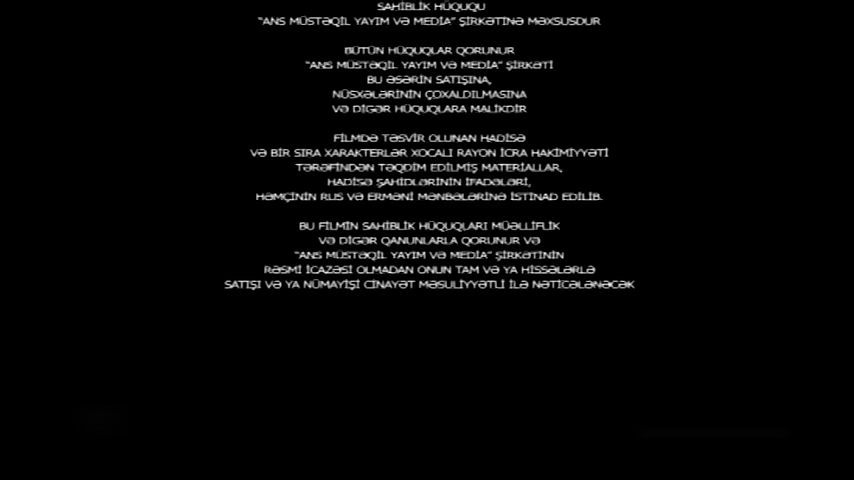 SAHİBLİK HÜQUQU
“ANS MÜSTƏQİL YAYIM VƏ MEDİA” ŞİRKƏTİNƏ MƏXSUSDUR
BÜTÜN HÜQUQLAR QORUNUR
“ANS MÜSTƏQİL YAYIM VƏ MEDİA” ŞİRKƏTİ
BU ƏSƏRİN SATIŞINA,
NÜSXƏLƏRİNİN ÇOXALDILMASINA
VƏ DİGƏR HÜQUQLARA MALİKDİR
FİLMDƏ TƏSVİR OLUNAN HADİSƏ
VƏ BİR SIRA XARAKTERLƏR XOCALI RAYON İCRA HAKİMİYYƏTİ
TƏRƏFİNDƏN TƏQDİM EDİLMİŞ MATERİALLAR,
HADİSƏ ŞAHİDLƏRİNİN İFADƏLƏRİ,
HƏMÇİNİN RUS VƏ ERMƏNİ MƏNBƏLƏRİNƏ İSTİNAD EDİLİB.
BU FİLMİN SAHİBLİK HÜQUQLARI MÜƏLLİFLİK
VƏ DİGƏR QANUNLARLA QORUNUR VƏ
“ANS MÜSTƏQİL YAYIM VƏ MEDİA” ŞİRKƏTİNİN
RƏSMİ İCAZƏSİ OLMADAN ONUN TAM VƏ YA HİSSƏLƏRLƏ
SATIŞI VƏ YA NÜMAYİŞİ CİNAYƏT MƏSULİYYƏTLİ İLƏ NƏTİCƏLƏNƏCƏK